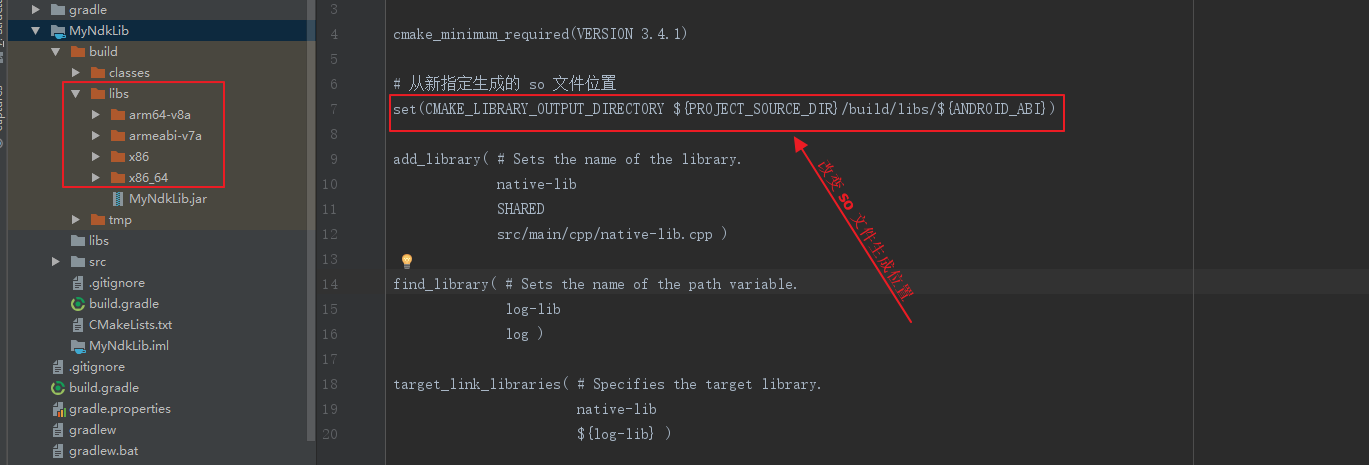 gradle
MyNdkLib
build
classes
libs
arm64-v8a
armeabi-v7a
x86
x86_64
MyNdkLib.jar
tmp
libs
src
.gitignore
build.gradle
CMakeLists.txt
MyNdkLib.iml
.gitignore
build.gradle
gradle.properties
gradlew
gradlew.bat
3
4 cmake_minimum_required(VERSION 3.4.1)
5
6 # 从新指定生成的 so 文件位置
7 set(CMAKE_LIBRARY_OUTPUT_DIRECTORY ${PROJECT_SOURCE_DIR}/build/libs/${ANDROID_ABI})
8
9 add_library( # Sets the name of the library.
10 native-lib
11 SHARED
12 src/main/cpp/native-lib.cpp )
13
14 find_library( # Sets the name of the path variable.
15 log-lib
16 log )
17
18 target_link_libraries( # Specifies the target library.
19 native-lib
20 ${log-lib} )
改变 so 文件生成位置